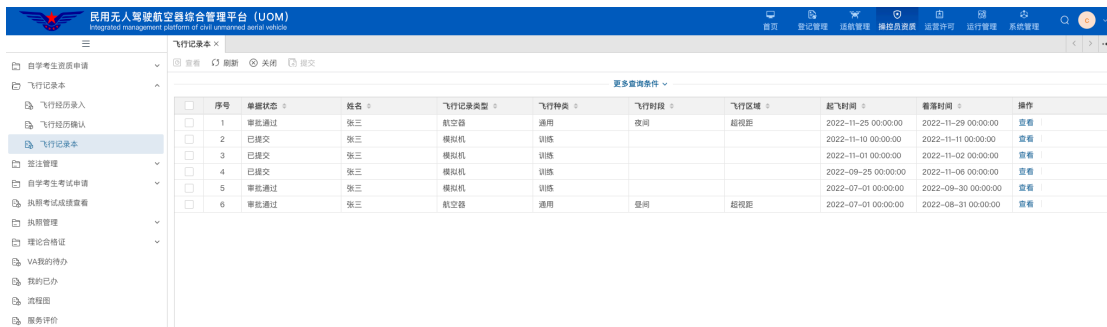 民用无人驾驶航空器综合管理平台（UOM）
Integrated management platform of civil unmanned aerial vehicle
首页 登记管理 适航管理 操控员资质 运营许可 运行管理 系统管理 C
飞行记录本 ×
自学考生资质申请
飞行记录本
飞行经历录入
飞行经历确认
飞行记录本
签注管理
自学考生考试申请
执照考试成绩查看
执照管理
理论合格证
VA我的待办
我的已办
流程图
服务评价
查看 刷新 关闭 提交
更多查询条件
序号 单据状态 姓名 飞行记录类型 飞行种类 飞行时段 飞行区域 起飞时间 着落时间 操作
1 审批通过 张三 航空器 通用 夜间 超视距 2022-11-25 00:00:00 2022-11-29 00:00:00 查看
2 已提交 张三 模拟机 训练 2022-11-10 00:00:00 2022-11-11 00:00:00 查看
3 已提交 张三 模拟机 训练 2022-11-01 00:00:00 2022-11-02 00:00:00 查看
4 已提交 张三 模拟机 训练 2022-09-25 00:00:00 2022-11-06 00:00:00 查看
5 审批通过 张三 模拟机 训练 2022-07-01 00:00:00 2022-09-30 00:00:00 查看
6 审批通过 张三 航空器 通用 昼间 超视距 2022-07-01 00:00:00 2022-08-31 00:00:00 查看